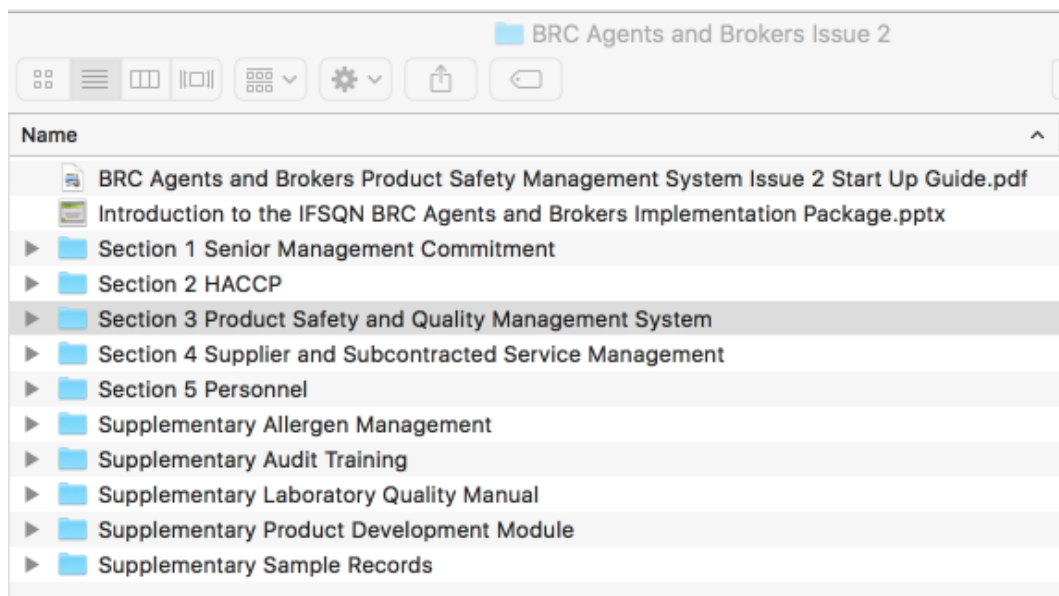 BRC Agents and Brokers Issue 2
Name
BRC Agents and Brokers Product Safety Management System Issue 2 Start Up Guide.pdf
Introduction to the IFSQN BRC Agents and Brokers Implementation Package.pptx
Section 1 Senior Management Commitment
Section 2 HACCP
Section 3 Product Safety and Quality Management System
Section 4 Supplier and Subcontracted Service Management
Section 5 Personnel
Supplementary Allergen Management
Supplementary Audit Training
Supplementary Laboratory Quality Manual
Supplementary Product Development Module
Supplementary Sample Records